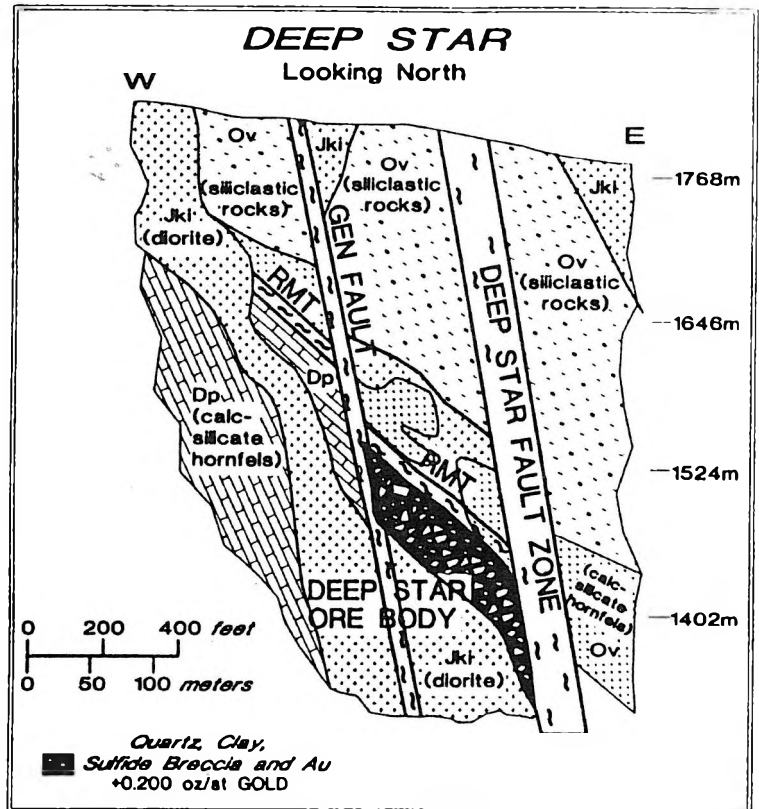 DEEP STAR
Looking North
W
E
Ov
(siliclastic
rocks)
Jki
Ov
(siliclastic
rocks)
Jki
1768m
Jki
(diorite)
GEN FAULT
Ov
(siliclastic
rocks)
RMT
DEEP STAR FAULT ZONE
1646m
Dp
Dp
(calc-
silicate
hornfels)
RMT
1524m
DEEP STAR
ORE BODY
(calc-
silicate
hornfels)
Ov
1402m
Jki
(diorite)
0 200 400 feet
0 50 100 meters
Quartz, Clay,
Sulfide Breccia and Au
+0.200 oz/st GOLD